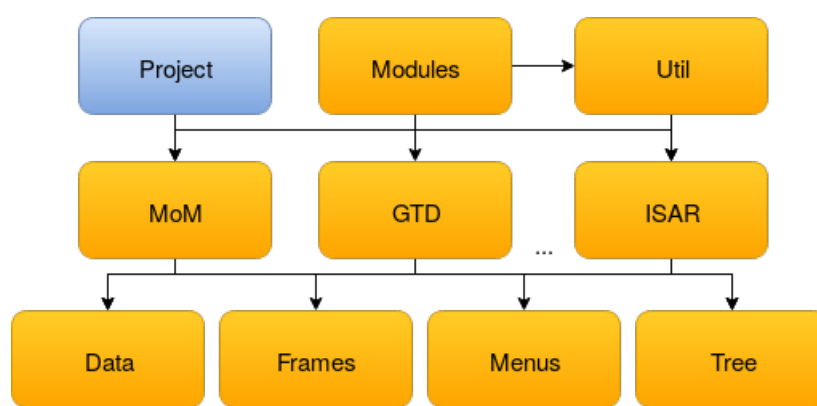 Project
Modules
Util
MoM
GTD
ISAR
...
Data
Frames
Menus
Tree